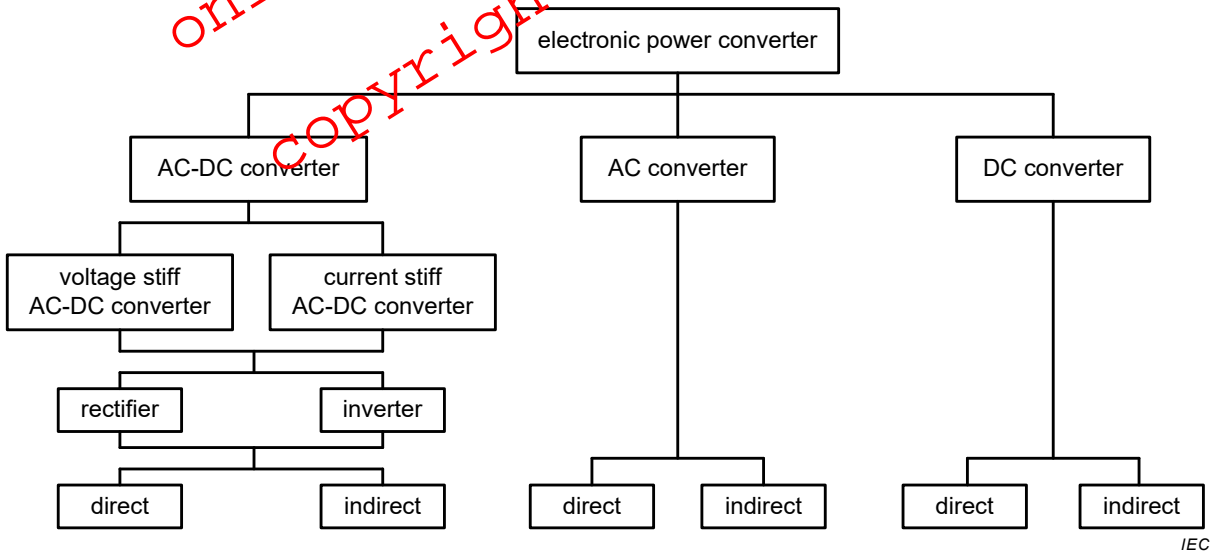 electronic power converter
AC-DC converter
AC converter
DC converter
voltage stiff
AC-DC converter
current stiff
AC-DC converter
rectifier
inverter
direct
indirect
direct
indirect
direct
indirect
IEC